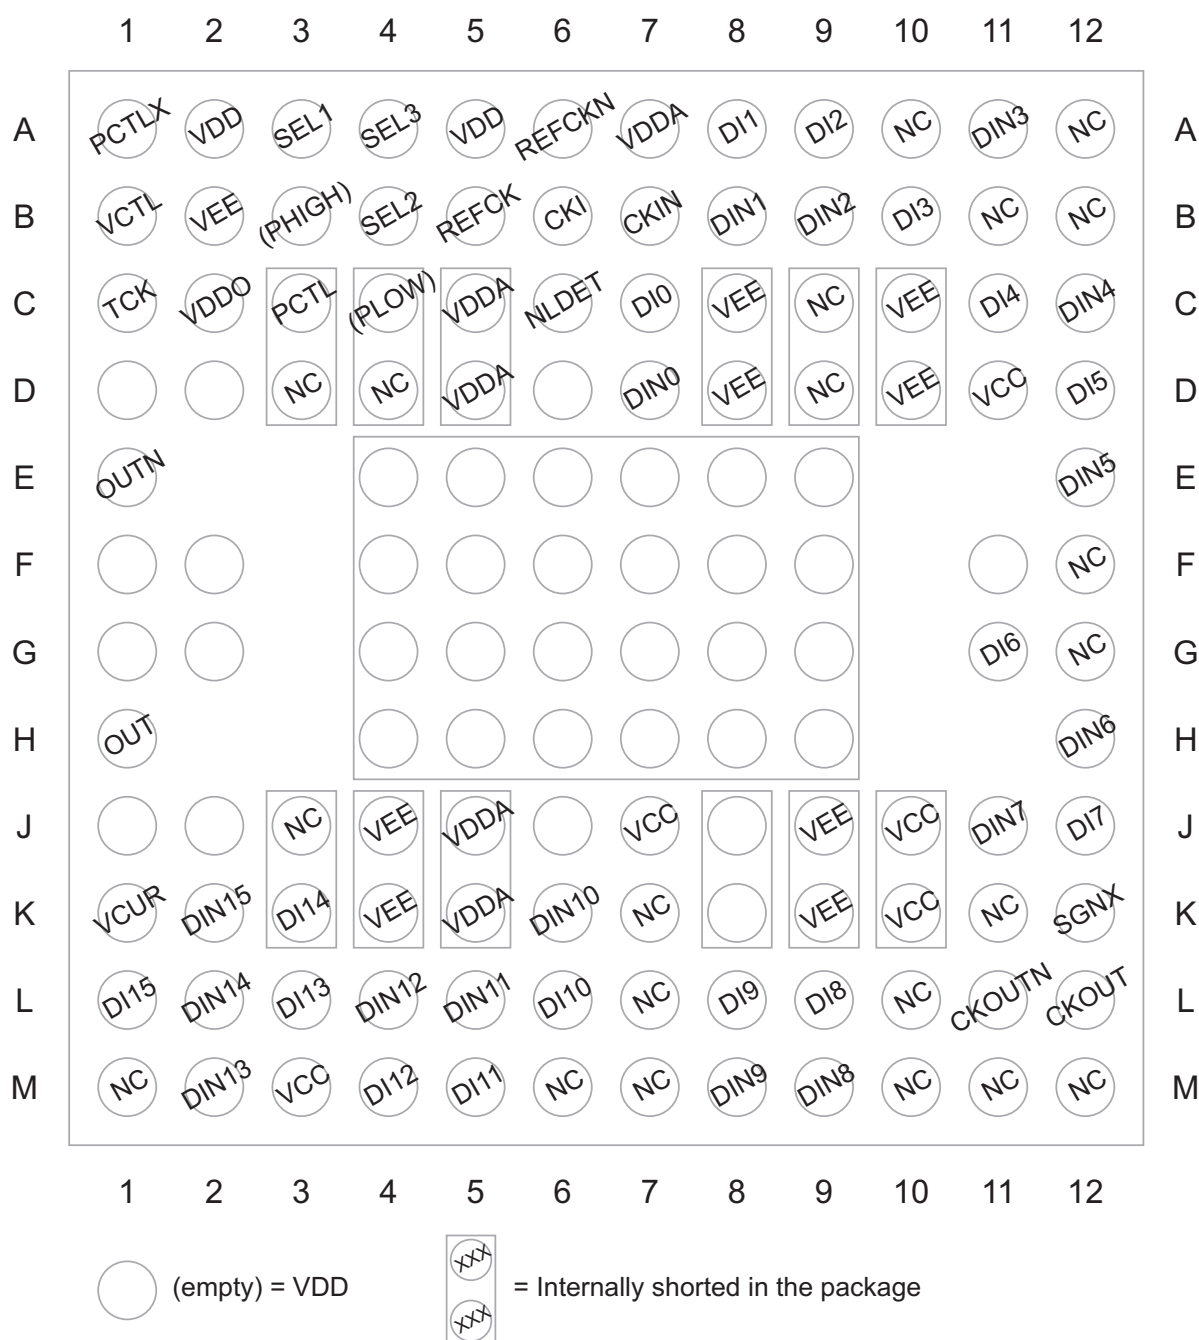 1 2 3 4 5 6 7 8 9 10 11 12
A PCTLX VDD SEL1 SEL3 VDD REFCKN VDDA DI1 DI2 NC DIN3 NC A
B VCTL VEE (PHIGH) SEL2 REFCK CKI CKIN DIN1 DIN2 DI3 NC NC B
C TCK VDDO PCTL (PLOW) VDDA NLDET DI0 VEE NC VEE DI4 DIN4 C
D NC NC VDDA DIN0 VEE NC VEE VCC DI5 D
E OUTN DIN5 E
F NC F
G DI6 NC G
H OUT DIN6 H
J NC VEE VDDA VCC VEE VCC DIN7 DI7 J
K VCUR DIN15 DI14 VEE VDDA DIN10 NC VEE VCC NC SGNX K
L DI15 DIN14 DI13 DIN12 DIN11 DI10 NC DI9 DI8 NC CKOUTN CKOUT L
M NC DIN13 VCC DI12 DI11 NC NC DIN9 DIN8 NC NC NC M
1 2 3 4 5 6 7 8 9 10 11 12
(empty) = VDD
xxx
= Internally shorted in the package
xxx